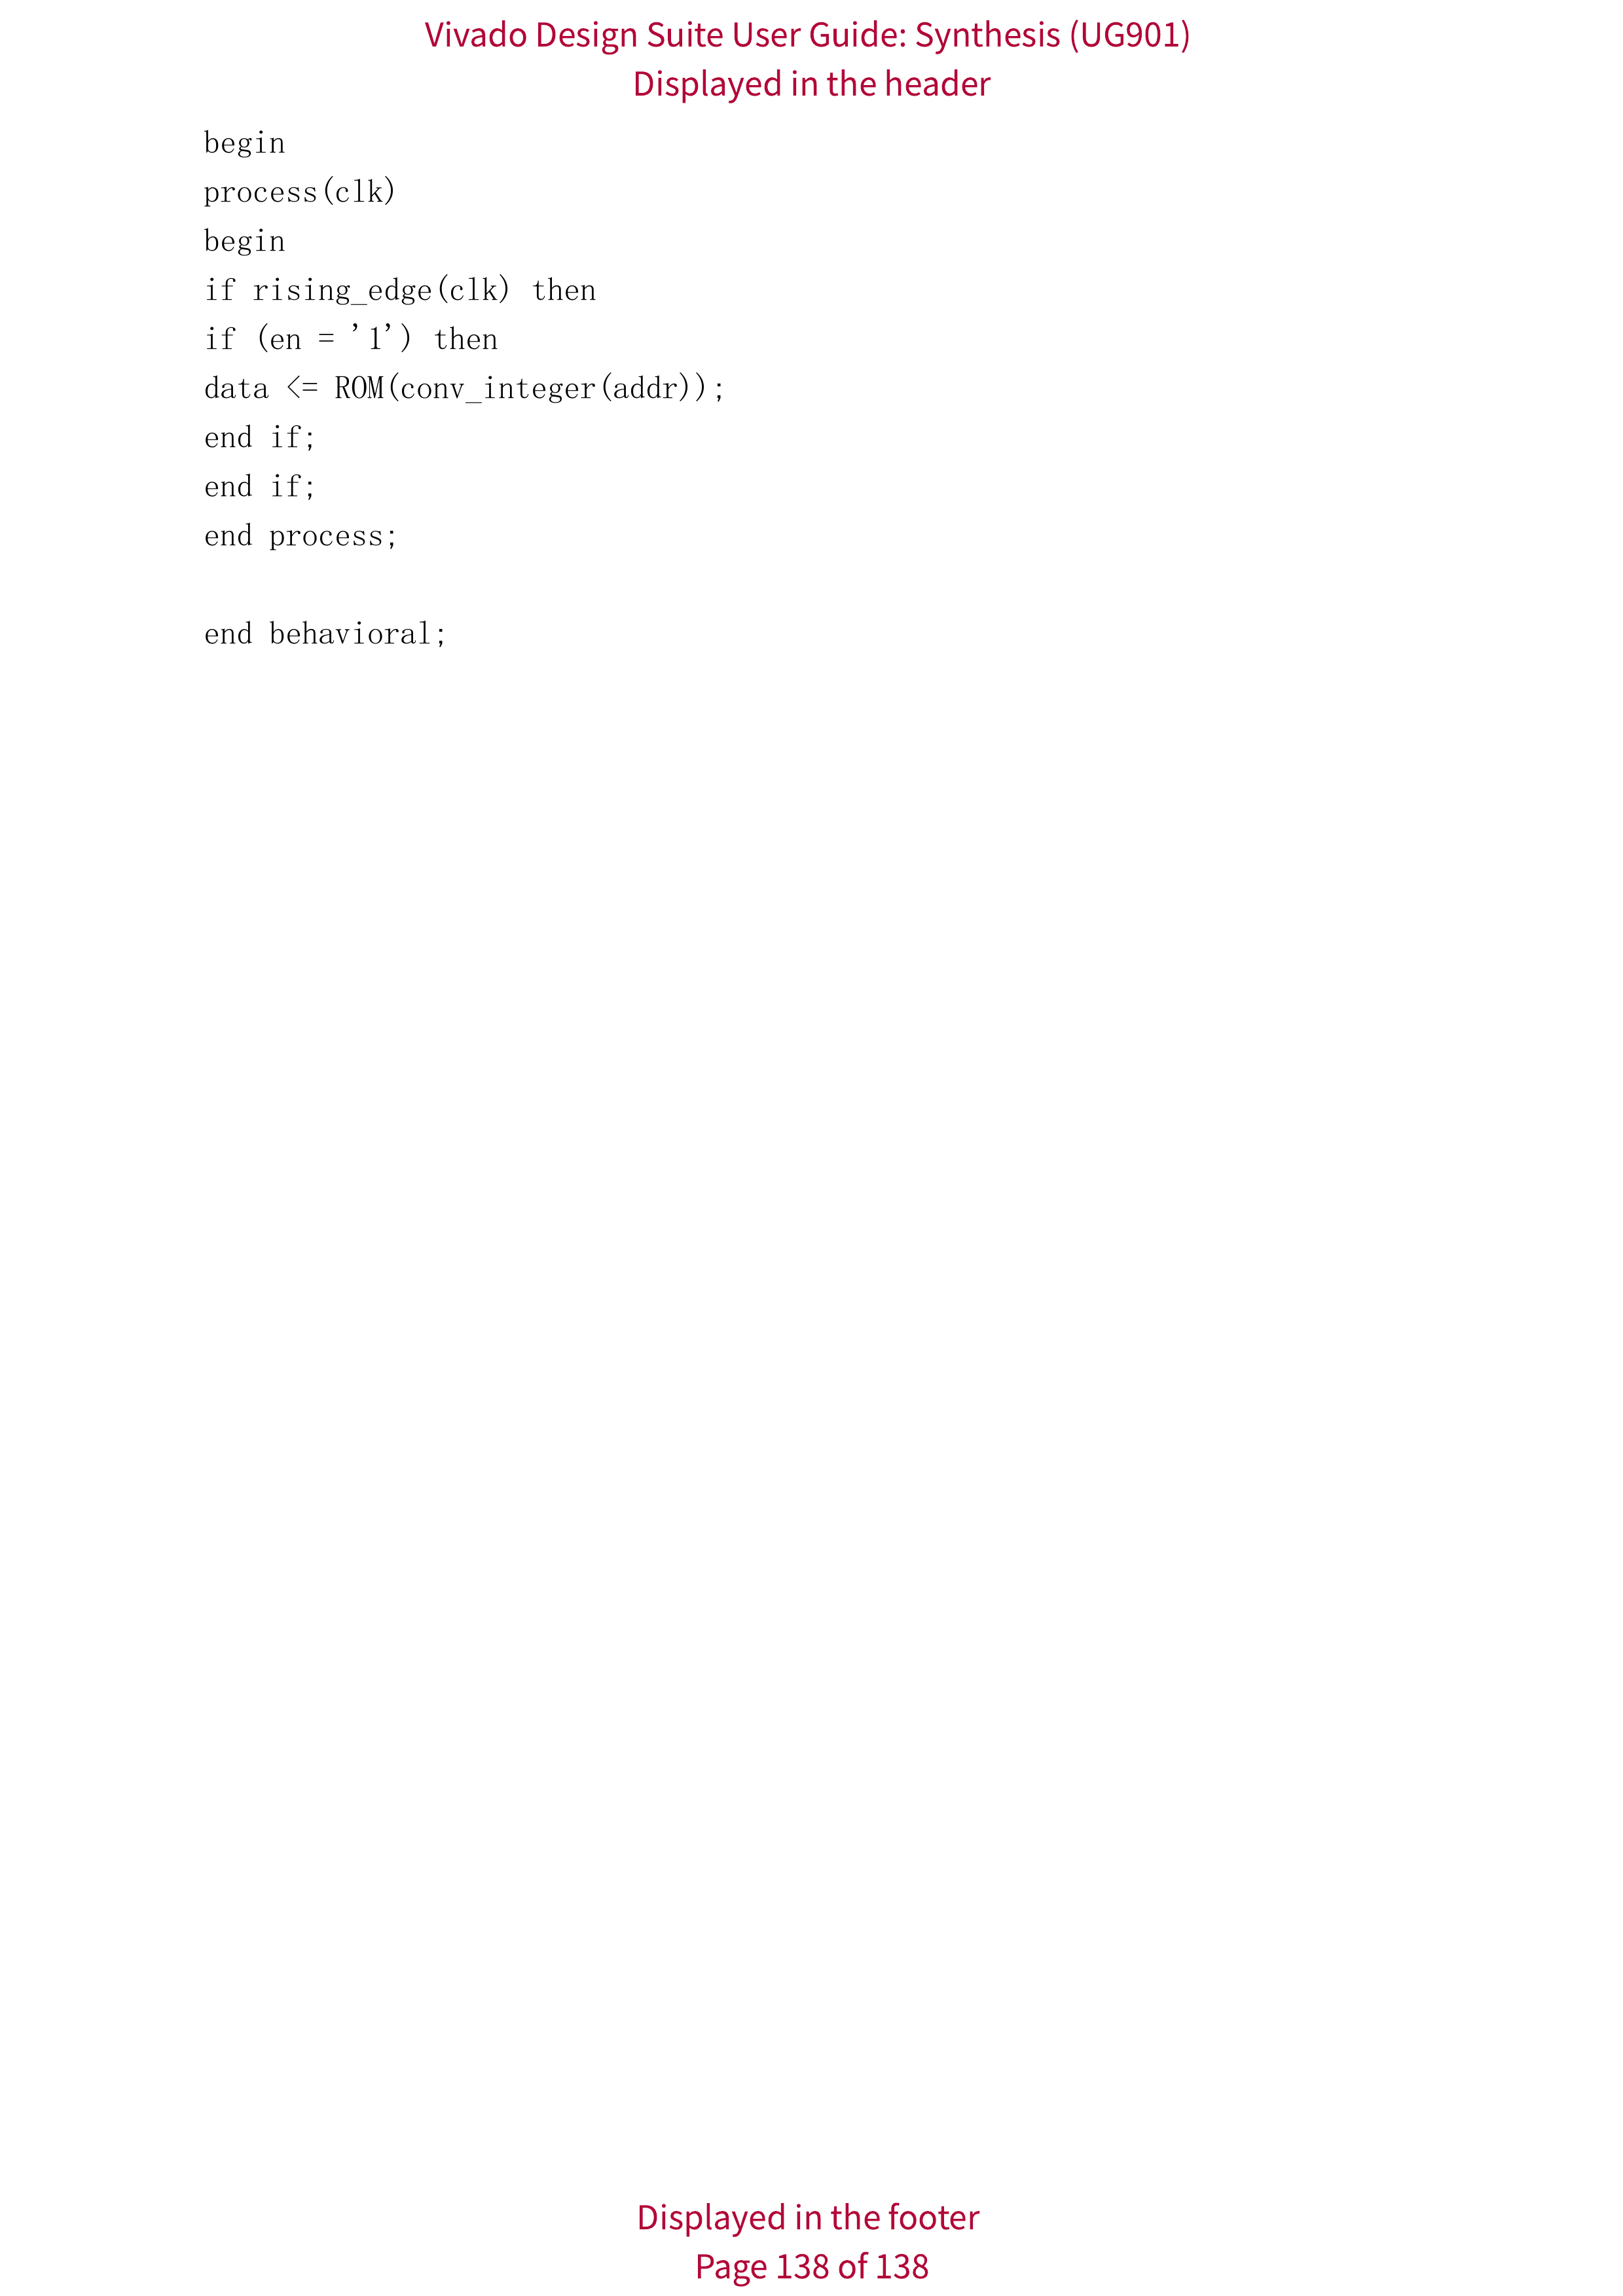 Vivado Design Suite User Guide: Synthesis (UG901)
Displayed in the header
begin
process(clk)
begin
if rising_edge(clk) then
if (en = '1') then
data <= ROM(conv_integer(addr));
end if;
end if;
end process;
end behavioral;
Displayed in the footer
Page 138 of 138